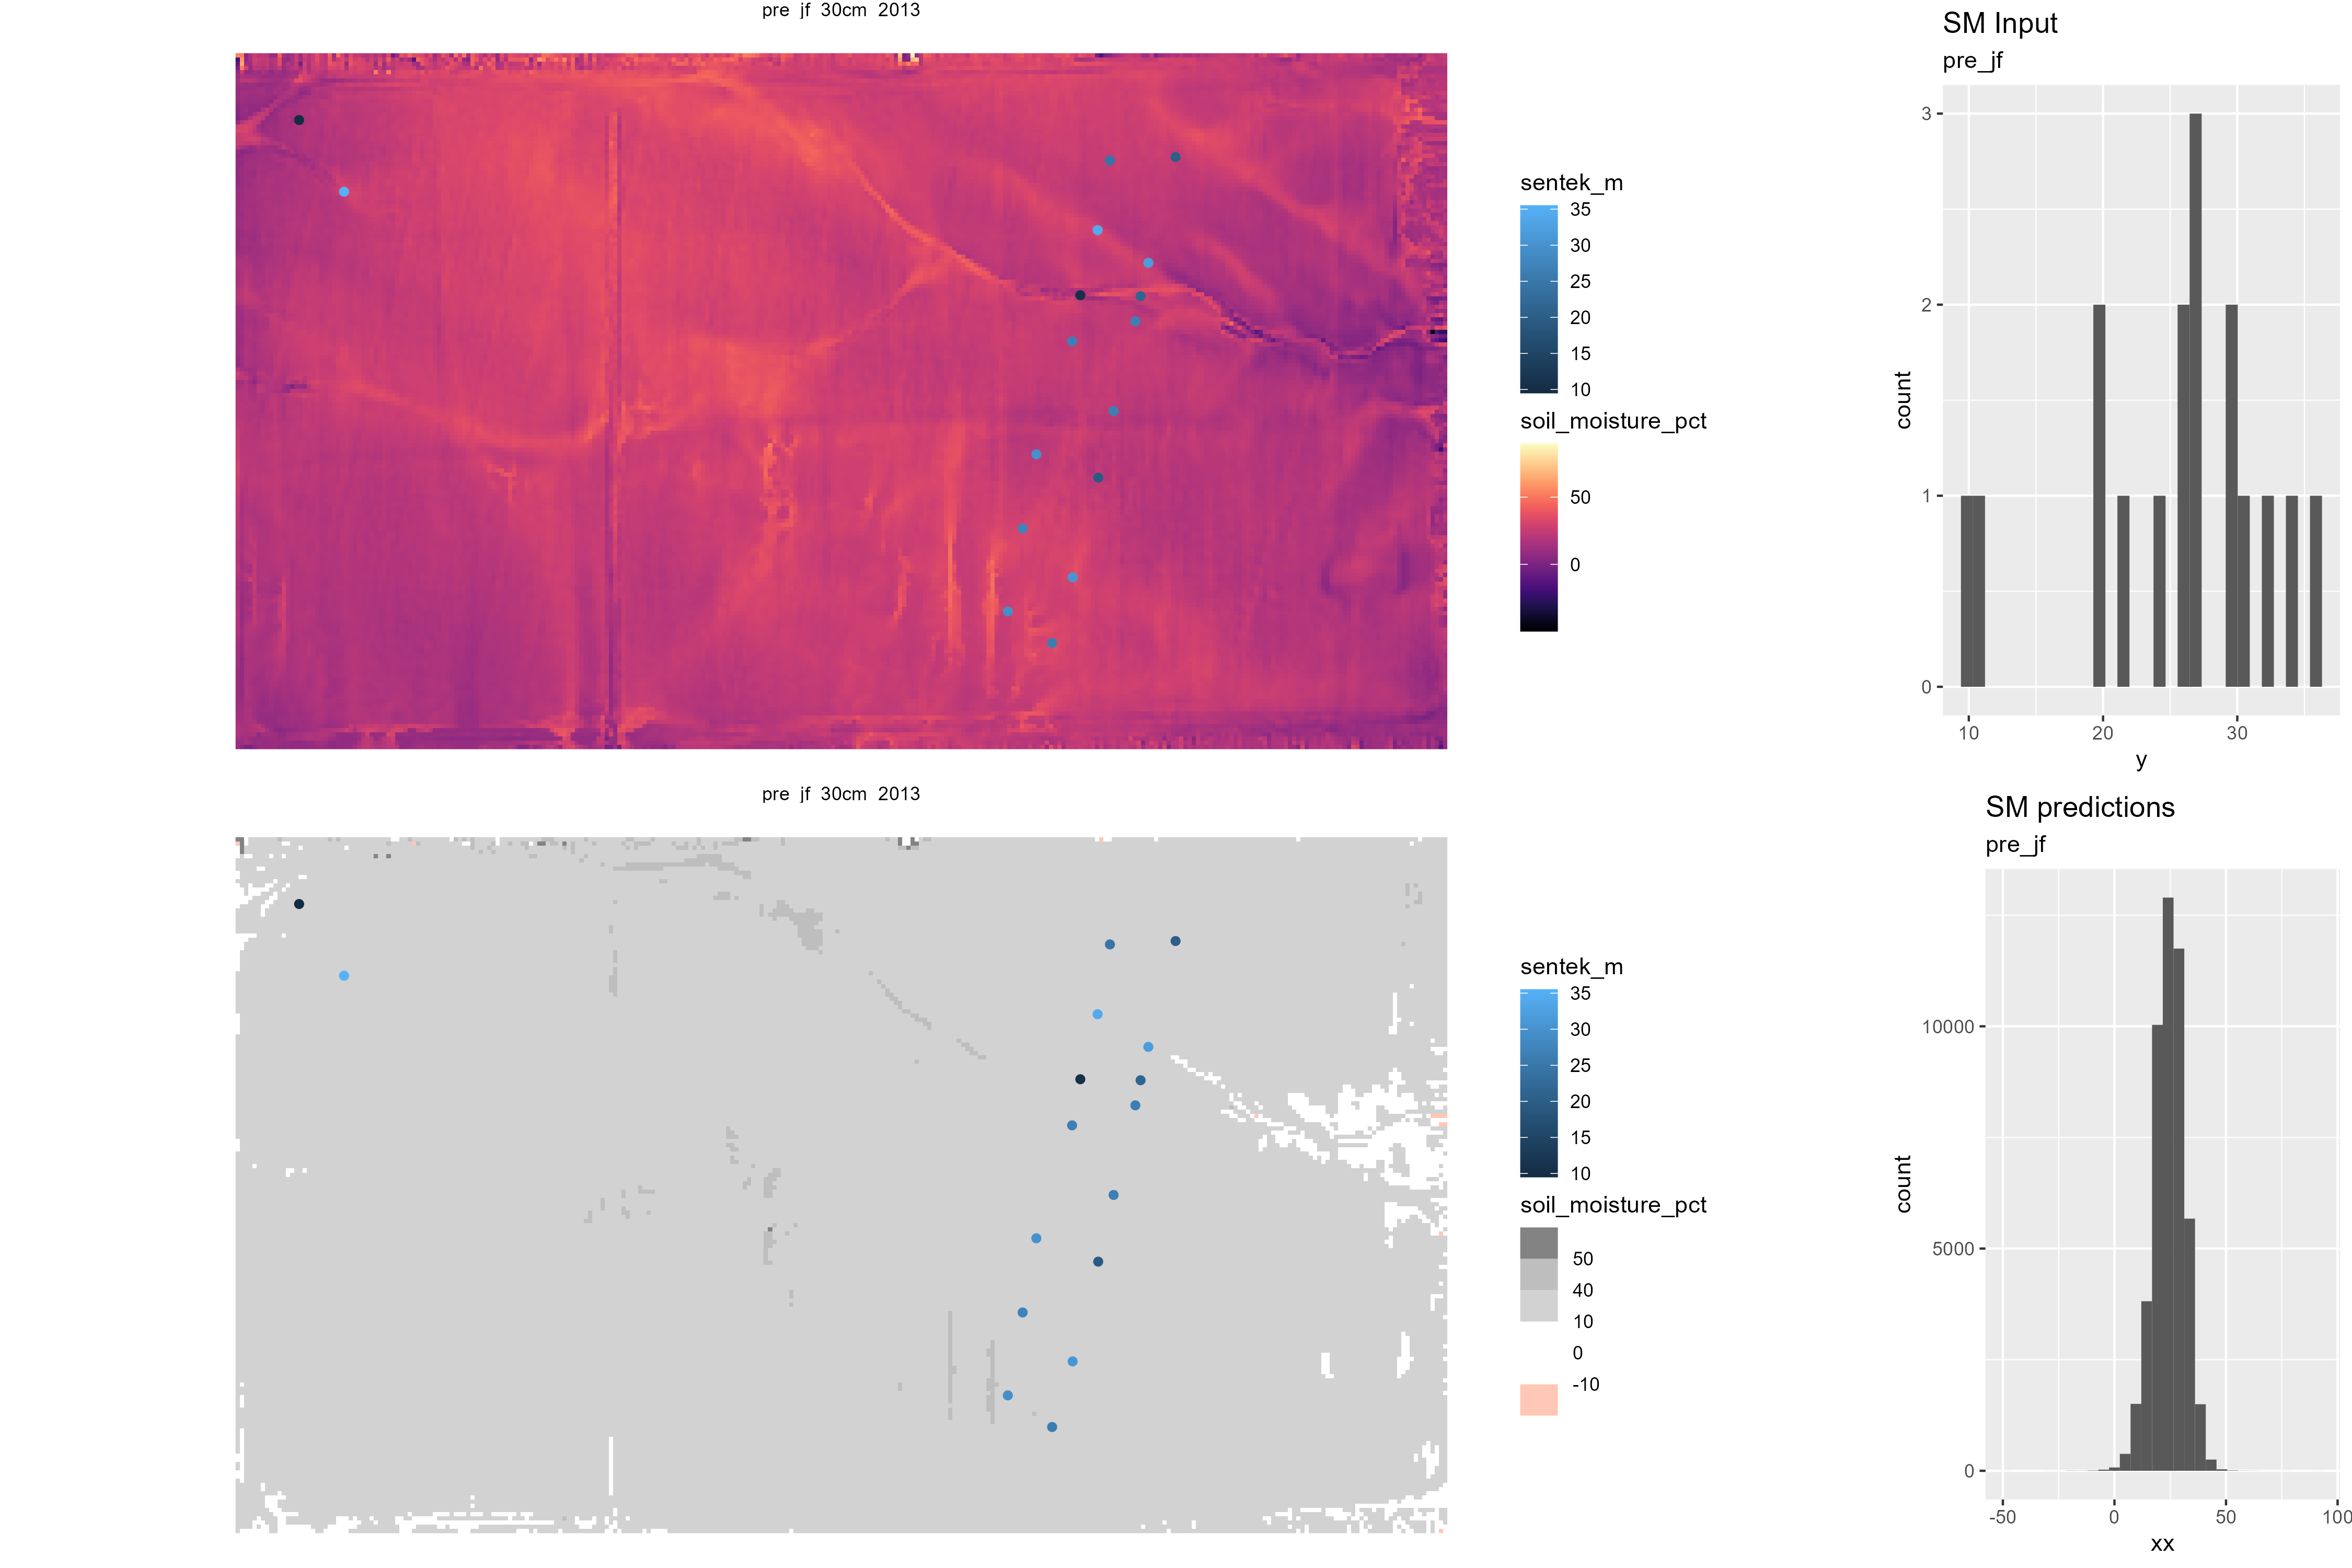 pre jf 30cm 2013
sentek_m
35
30
25
20
15
10
soil_moisture_pct
50
0
SM Input
pre_jf
count
3
2
1
0
10 20 30
y
pre jf 30cm 2013
sentek_m
35
30
25
20
15
10
soil_moisture_pct
50
40
10
0
-10
SM predictions
pre_jf
count
10000
5000
0
-50 0 50 100
xx